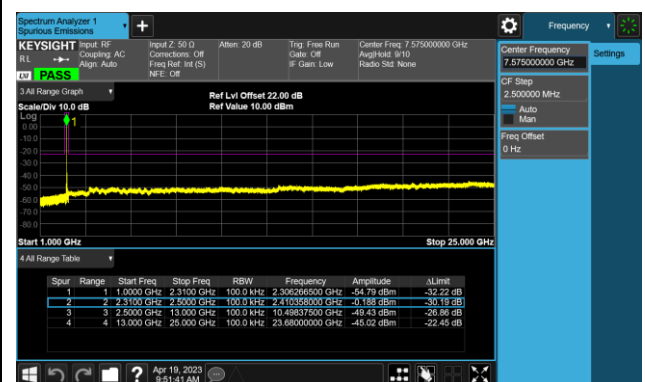 Spectrum Analyzer 1
Spurious Emissions
Frequency
KEYSIGHT Input: RF Input Z: 50 Ω Atten: 20 dB Trig: Free Run Center Freq: 7.575000000 GHz
RL Coupling: AC Corrections: Off Gate: Off Avg|Hold: 9/10
Align: Auto Freq Ref: Int (S) IF Gain: Low Radio Std: None
LXI PASS NFE: Off
Center Frequency
7.575000000 GHz
Settings
CF Step
2.500000 MHz
Auto
Man
Freq Offset
0 Hz
3 All Range Graph
Ref Lvl Offset 22.00 dB
Scale/Div 10.0 dB Ref Value 10.00 dBm
Log
1
0.00
-10.0
-20.0
-30.0
-40.0
-50.0
-60.0
-70.0
-80.0
Start 1.000 GHz Stop 25.000 GHz
4 All Range Table
Spur Range Start Freq Stop Freq RBW Frequency Amplitude ΔLimit
1 1 1.0000 GHz 2.3100 GHz 100.0 kHz 2.306266500 GHz -54.79 dBm -32.22 dB
2 2 2.3100 GHz 2.5000 GHz 100.0 kHz 2.410358000 GHz -0.188 dBm -30.19 dB
3 3 2.5000 GHz 13.000 GHz 100.0 kHz 10.49837500 GHz -49.43 dBm -26.86 dB
4 4 13.000 GHz 25.000 GHz 100.0 kHz 23.68000000 GHz -45.02 dBm -22.45 dB
? Apr 19, 2023
9:51:41 AM